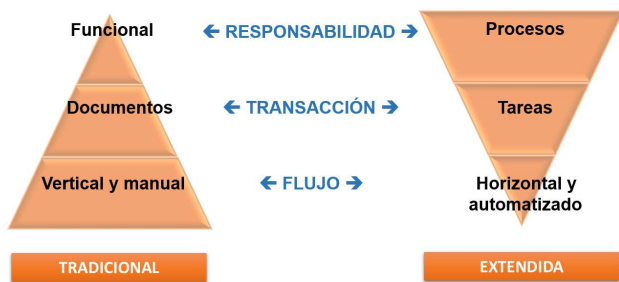 Funcional ← RESPONSABILIDAD → Procesos
Documentos ← TRANSACCIÓN → Tareas
Vertical y manual ← FLUJO → Horizontal y
automatizado
TRADICIONAL EXTENDIDA